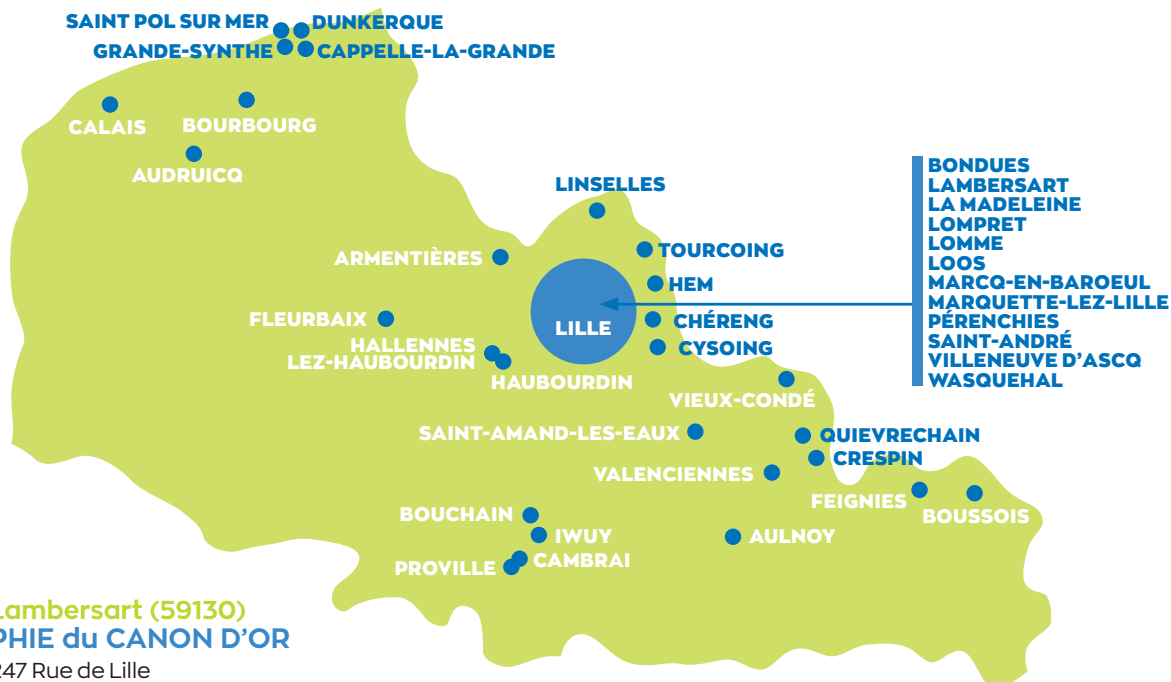 SAINT POL SUR MER
DUNKERQUE
GRANDE-SYNTHE
CAPPELLE-LA-GRANDE
CALAIS
BOURBOURG
AUDRUICQ
LINSELLES
ARMENTIÈRES
TOURCOING
HEM
FLEURBAIX
LILLE
CHÉRENG
HALLENNES
LEZ-HAUBOURDIN
CYSOING
HAUBOURDIN
VIEUX-CONDÉ
SAINT-AMAND-LES-EAUX
QUIEVRECHAIN
CRESPIN
VALENCIENNES
FEIGNIES
BOUSSOIS
BOUCHAIN
IWUY
AULNOY
CAMBRAI
PROVILLE
BONDUES
LAMBERSART
LA MADELEINE
LOMPRET
LOMME
LOOS
MARCQ-EN-BAROEUL
MARQUETTE-LEZ-LILLE
PÉRENCHIES
SAINT-ANDRÉ
VILLENEUVE D'ASCQ
WASQUEHAL
Lambersart (59130)
PHIE du CANON D'OR
247 Rue de Lille